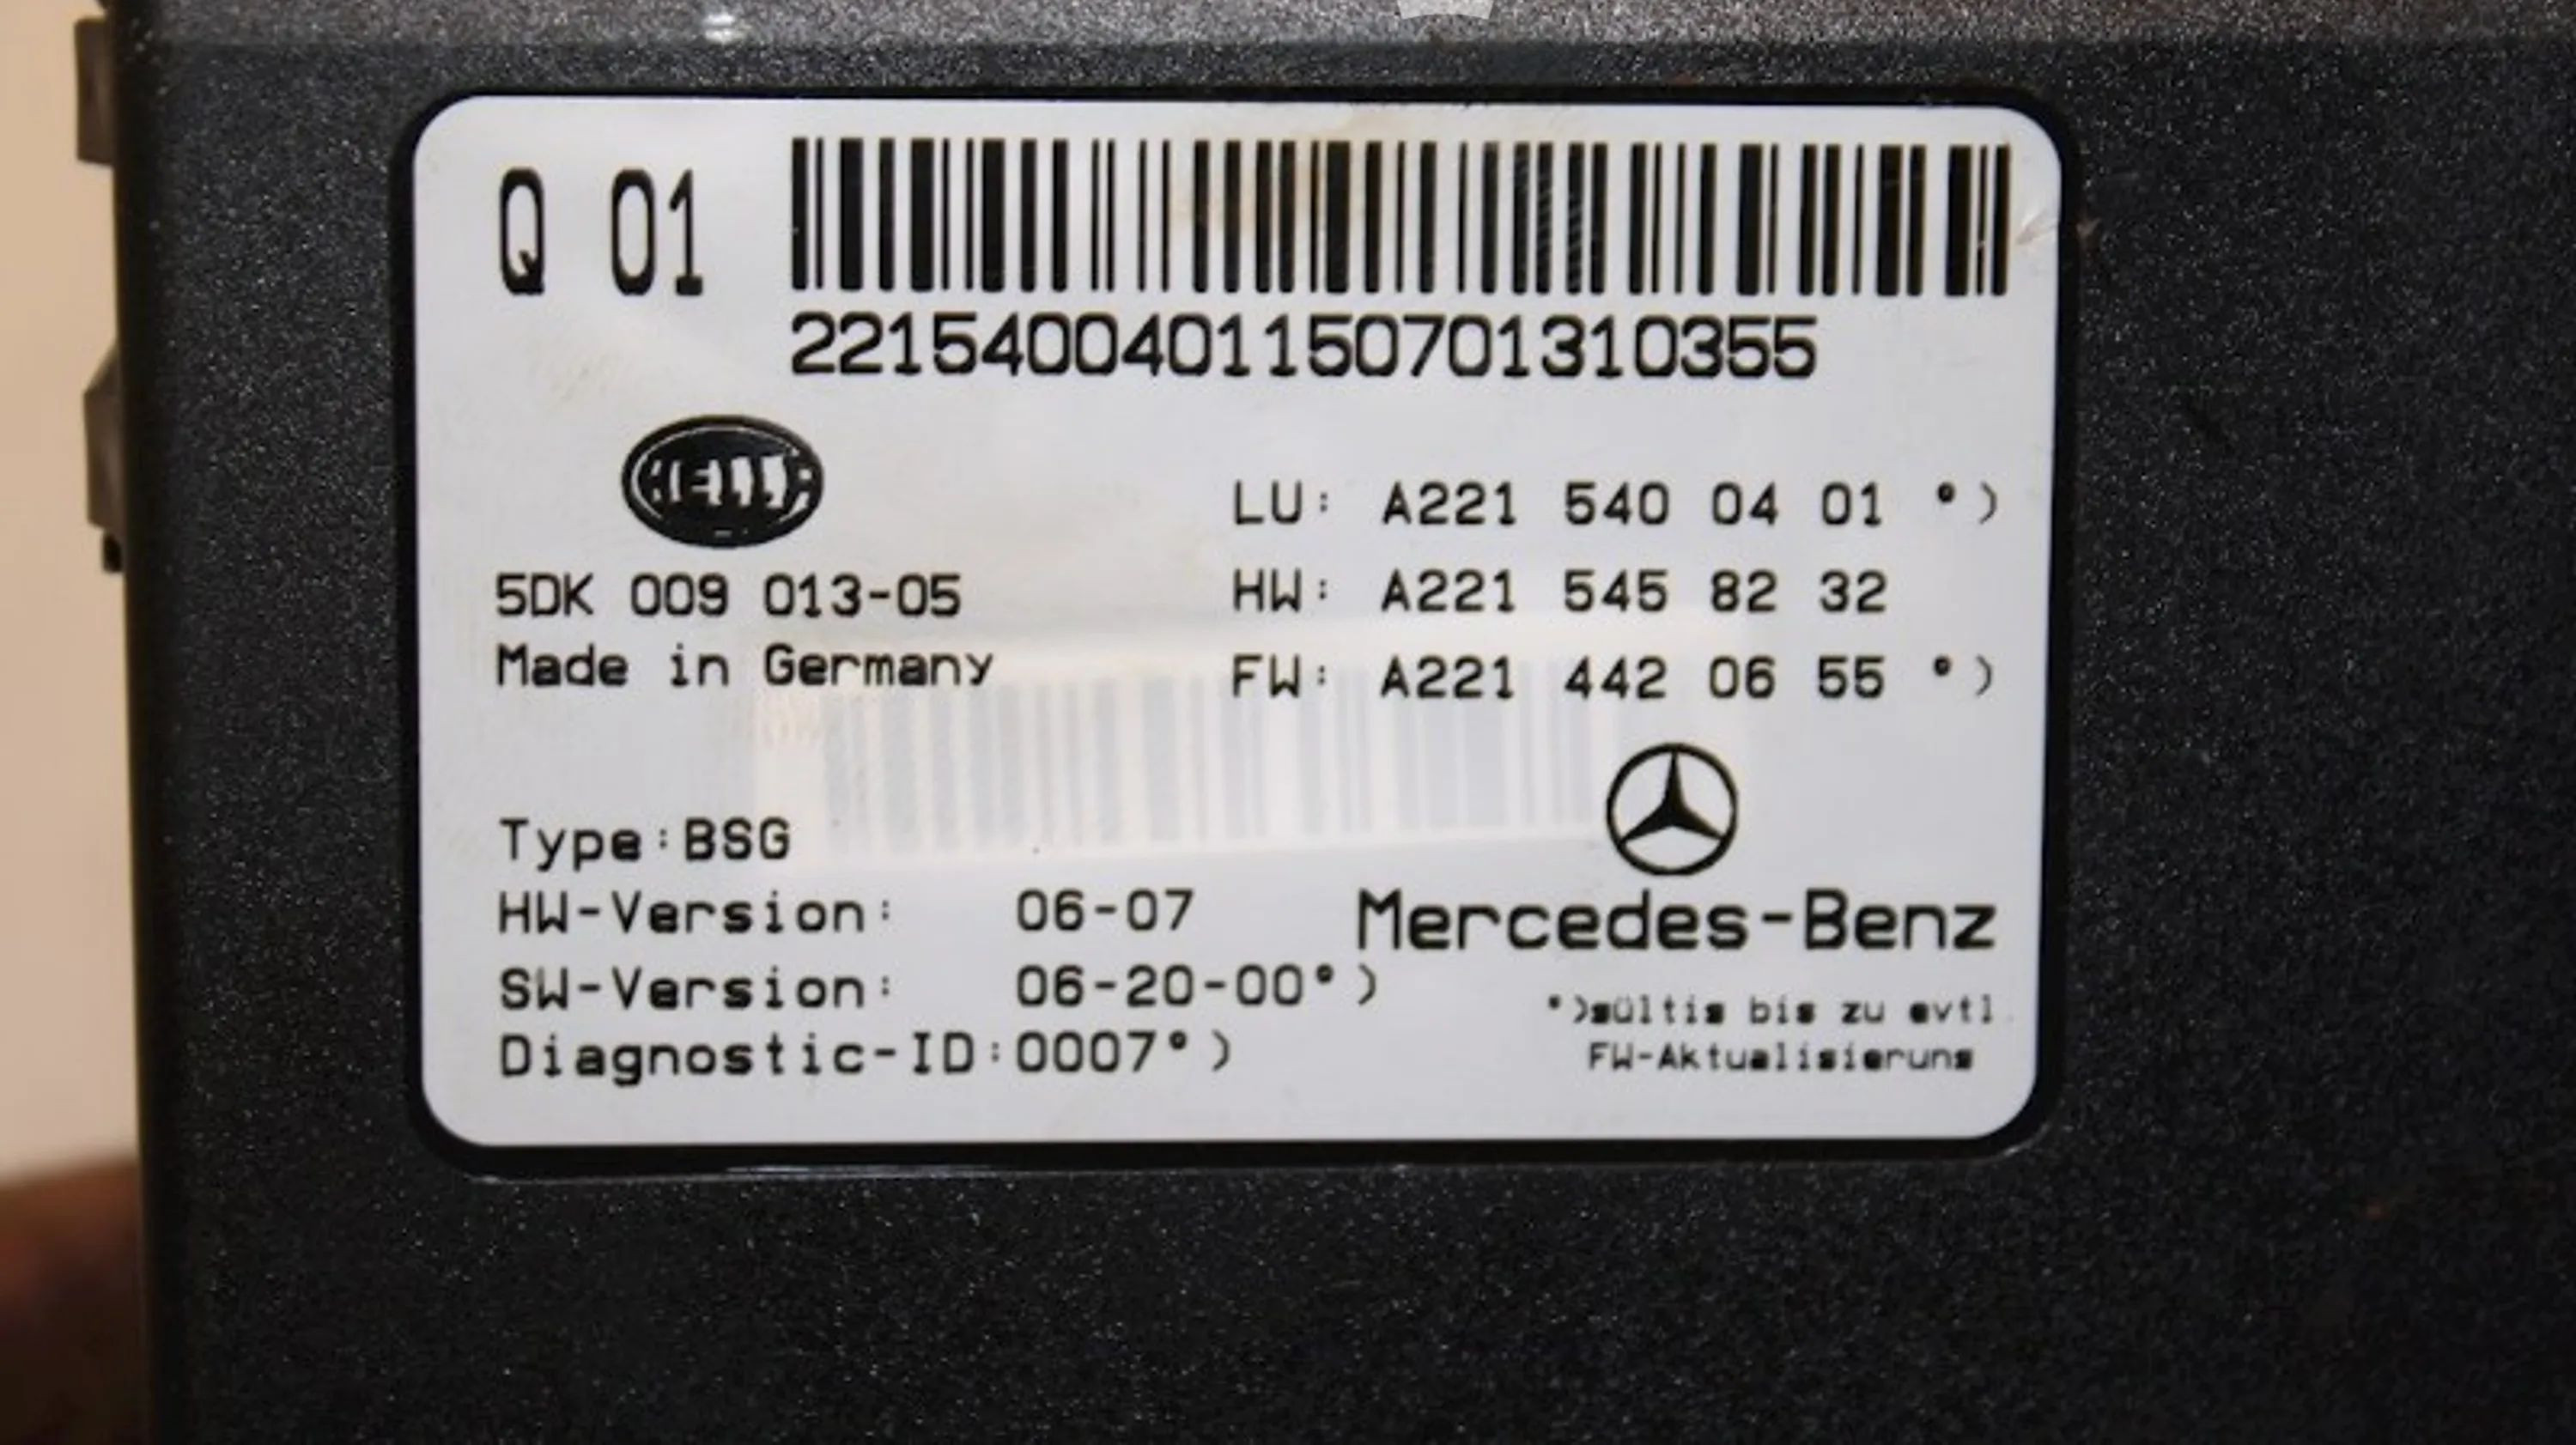 Q 01
221540040115070131​0355
HELLA
LU: A221 540 04 01 *)
5DK 009 013-05
HW: A221 545 82 32
Made in Germany
FW: A221 442 06 55 *)
Type:BSG
HW-Version: 06-07
Mercedes-Benz
SW-Version: 06-20-00*)
*)gültig bis zu evtl.
Diagnostic-ID:0007*)
FW-Aktualisierung